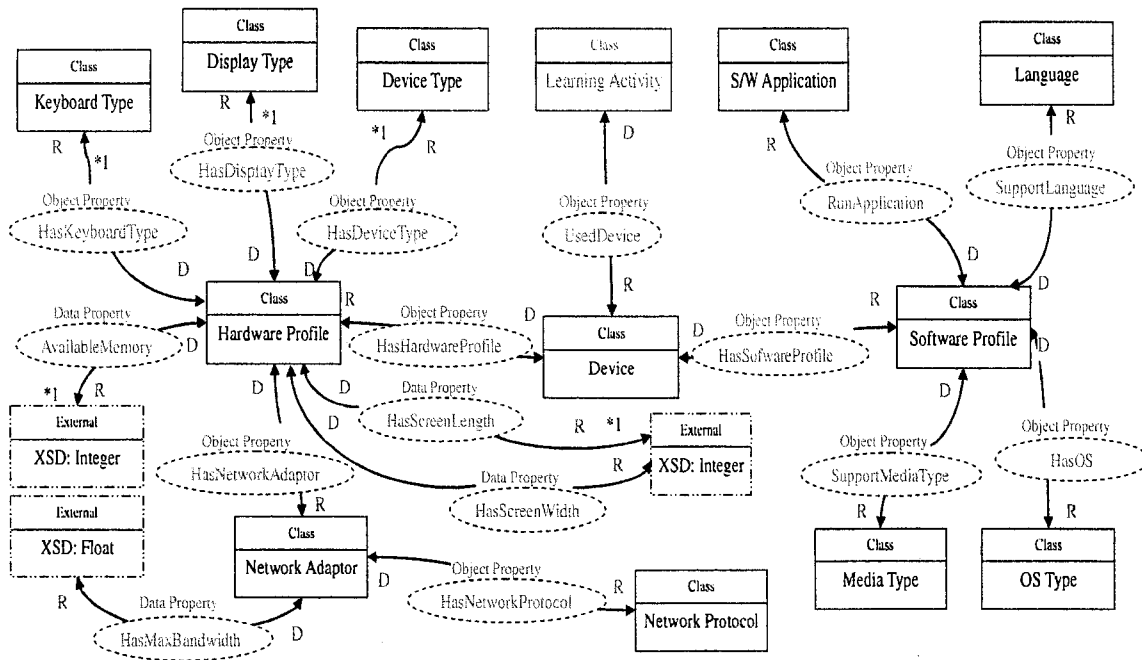 Class
Keyboard Type
Class
Display Type
Class
Device Type
Class
Learning Activity
Class
S/W Application
Class
Language
R
*1
R
*1
*1
R
D
R
R
Object Property
HasKeyboardType
Object Property
HasDisplayType
Object Property
HasDeviceType
Object Property
UsedDevice
Object Property
RunApplication
Object Property
SupportLanguage
D
D
D
R
D
D
Data Property
AvailableMemory
D
Class
Hardware Profile
R
Object Property
HasHardwareProfile
D
Class
Device
D
Object Property
HasSofwareProfile
R
Class
Software Profile
D
*1
R
External
XSD: Integer
D
D
D
Data Property
HasScreenLength
R
*1
External
XSD: Integer
R
Data Property
HasScreenWidth
Object Property
HasNetworkAdaptor
R
D
Object Property
SupportMediaType
R
Object Property
HasOS
R
External
XSD: Float
Class
Network Adaptor
D
Object Property
HasNetworkProtocol
R
Class
Network Protocol
Class
Media Type
Class
OS Type
R
Data Property
HasMaxBandwidth
D